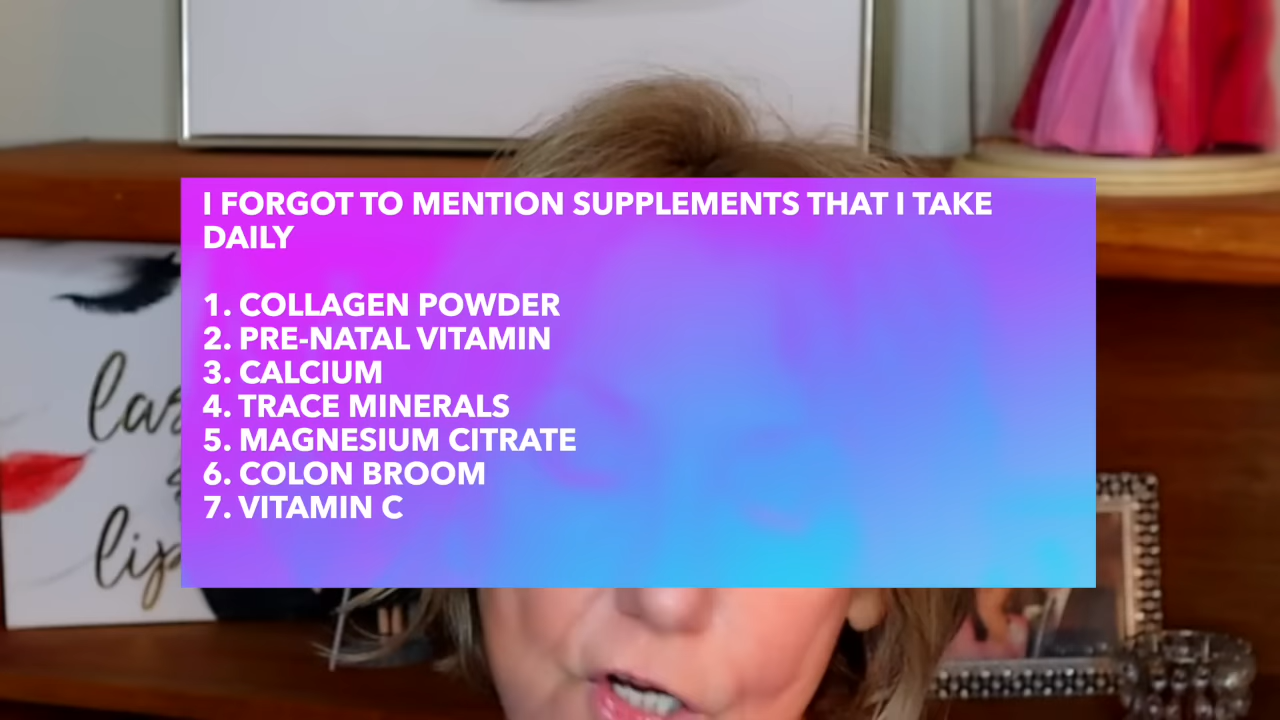 I FORGOT TO MENTION SUPPLEMENTS THAT I TAKE
DAILY
1. COLLAGEN POWDER
2. PRE-NATAL VITAMIN
3. CALCIUM
4. TRACE MINERALS
5. MAGNESIUM CITRATE
6. COLON BROOM
7. VITAMIN C